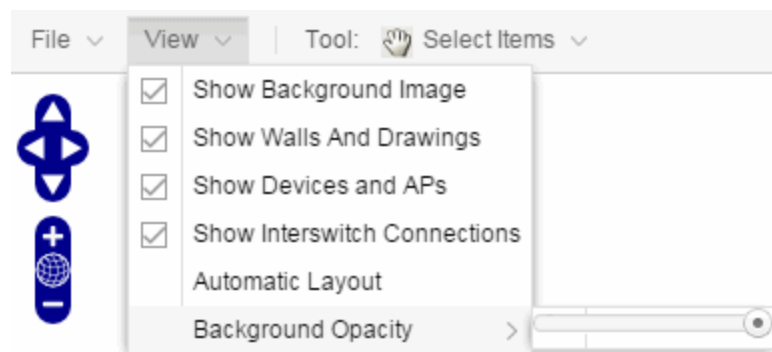 File View Tool: Select Items
Show Background Image
Show Walls And Drawings
Show Devices and APs
Show Interswitch Connections
Automatic Layout
Background Opacity